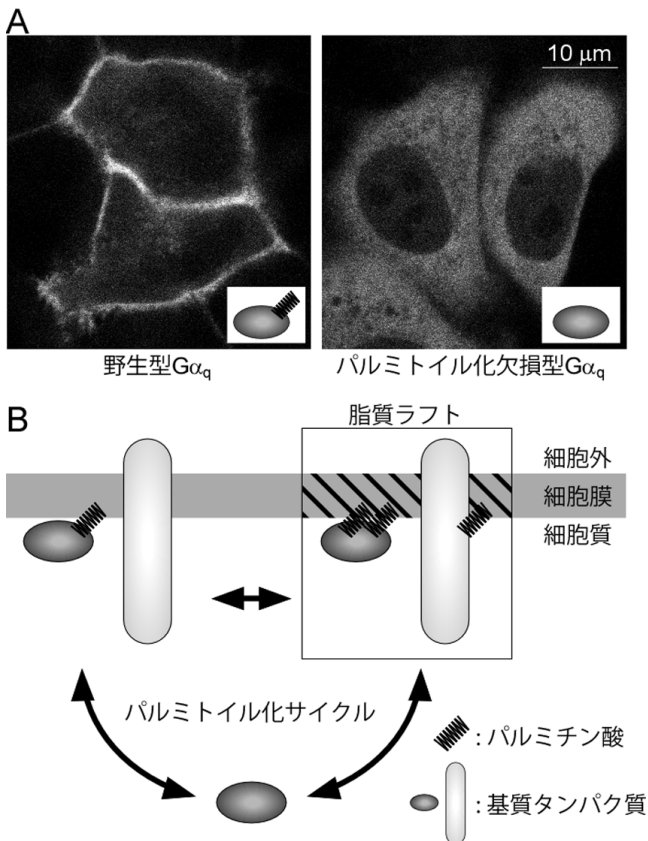 A
10 μm
野生型Gαq
パルミトイル化欠損型Gαq
B
脂質ラフト
細胞外
細胞膜
細胞質
パルミトイル化サイクル
: パルミチン酸
: 基質タンパク質